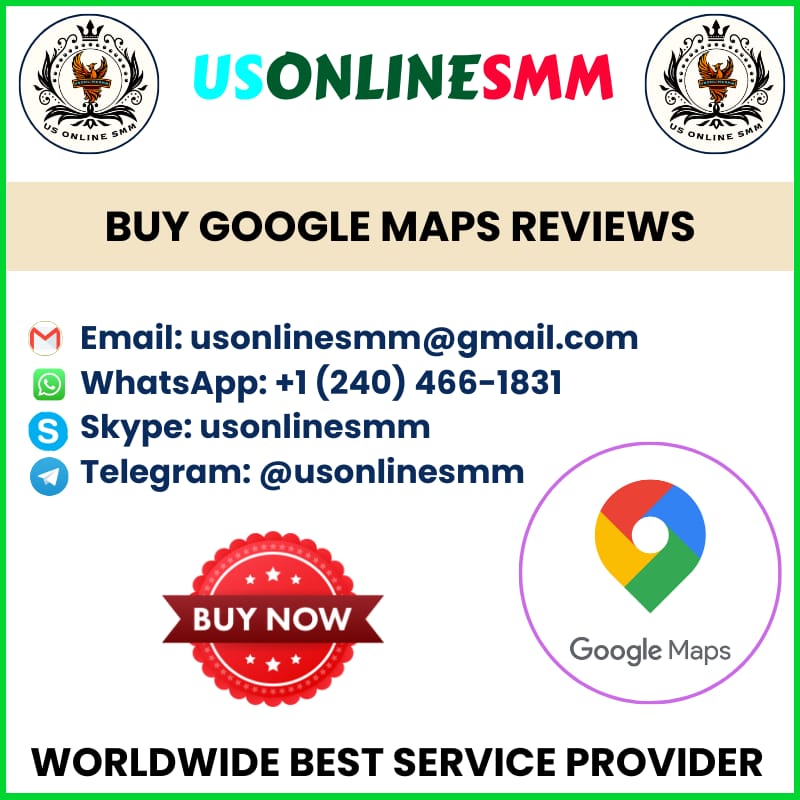 US ONLINE SMM
USONLINESMM
US ONLINE SMM
BUY GOOGLE MAPS REVIEWS
Email: usonlinesmm@gmail.com
WhatsApp: +1 (240) 466-1831
Skype: usonlinesmm
Telegram: @usonlinesmm
BUY NOW
Google Maps
WORLDWIDE BEST SERVICE PROVIDER